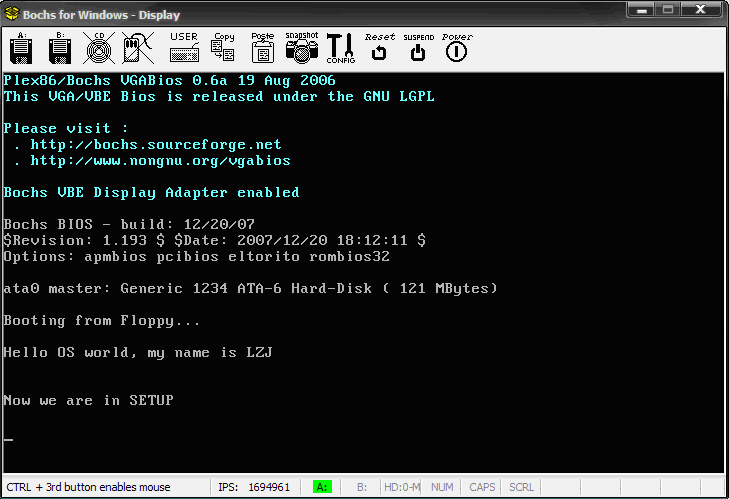 Bochs for Windows - Display
A: B: CD USER Copy Poste snapshot CONFIG Reset SUSPEND Power
Plex86/Bochs VGABios 0.6a 19 Aug 2006
This VGA/VBE Bios is released under the GNU LGPL
Please visit :
. http://bochs.sourceforge.net
. http://www.nongnu.org/vgabios
Bochs VBE Display Adapter enabled
Bochs BIOS - build: 12/20/07
$Revision: 1.193 $ $Date: 2007/12/20 18:12:11 $
Options: apmbios pcibios eltorito rombios32
ata0 master: Generic 1234 ATA-6 Hard-Disk ( 121 MBytes)
Booting from Floppy...
Hello OS world, my name is LZJ
Now we are in SETUP
_
CTRL + 3rd button enables mouse IPS: 1694961 A: B: HD:0-M NUM CAPS SCRL